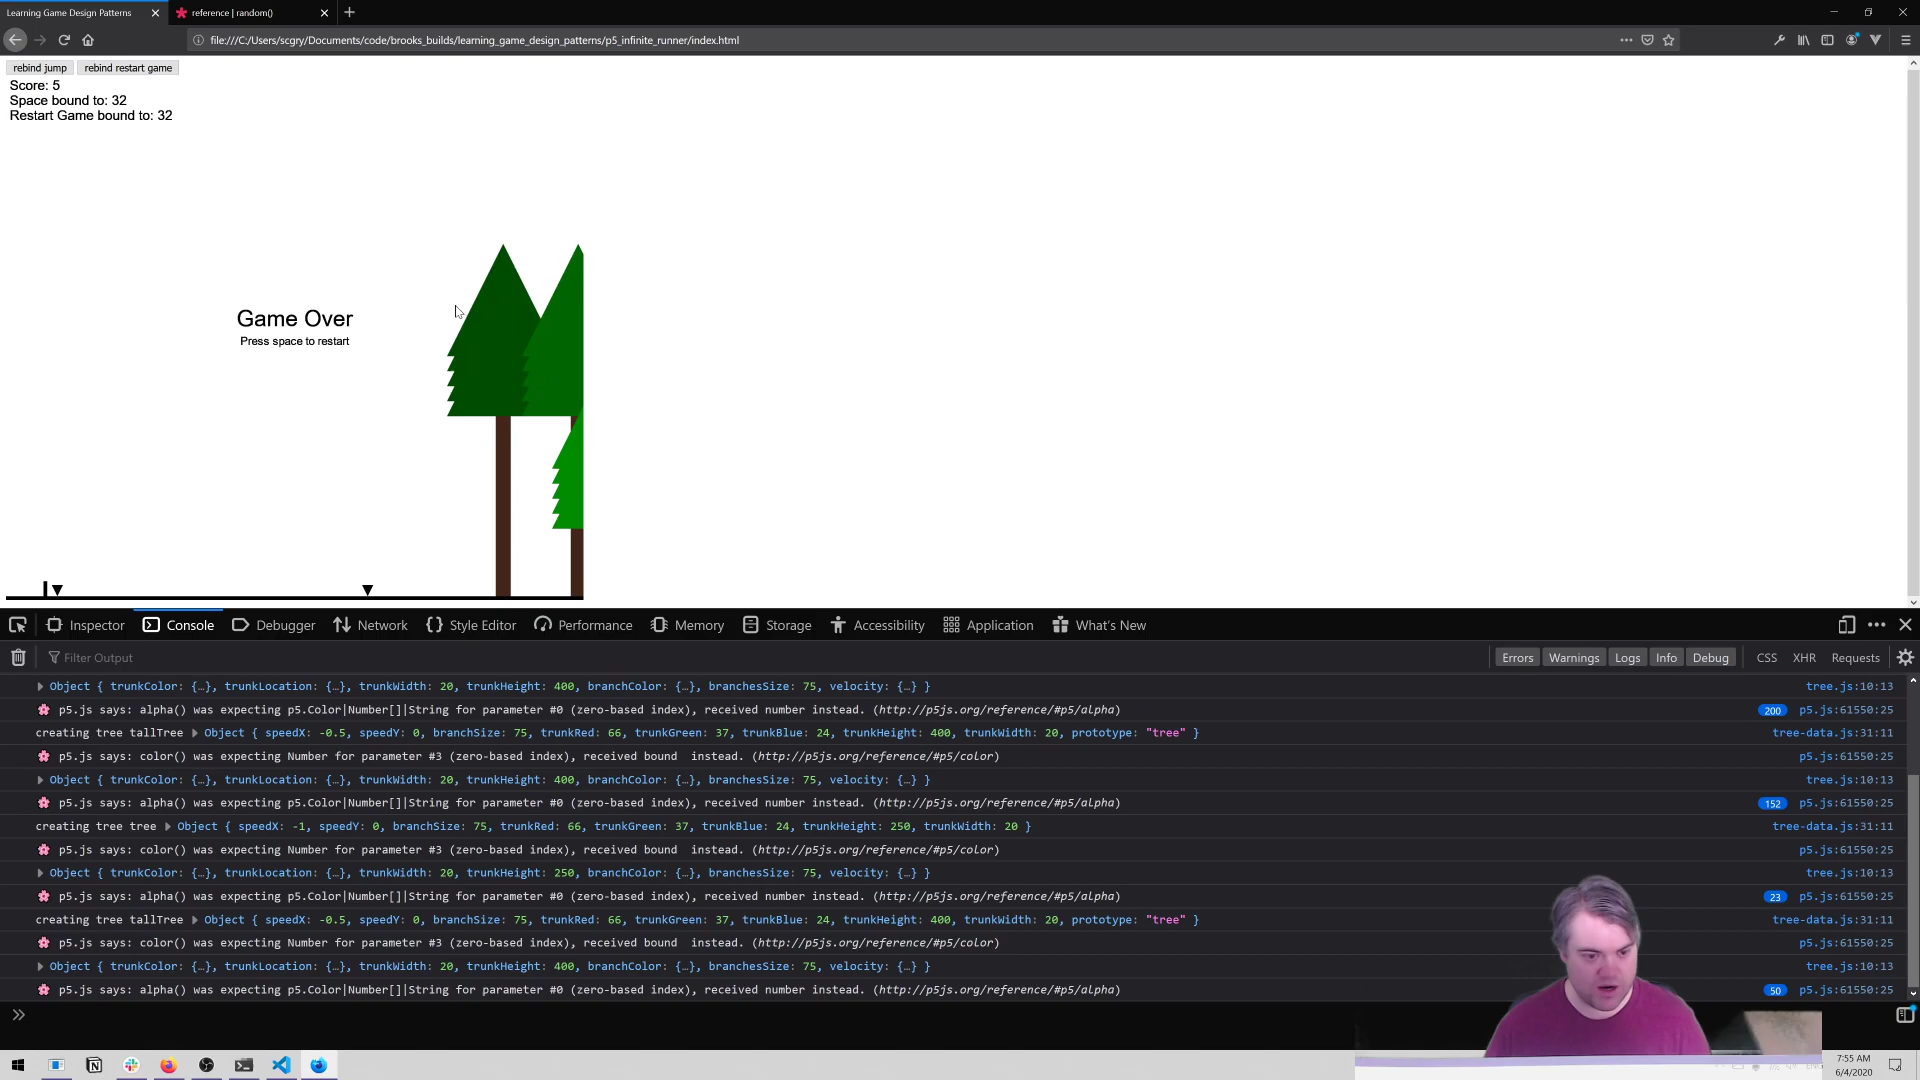 Learning Game Design Patterns
reference | random()
file:///C:/Users/scgry/Documents/code/brooks_builds/learning_game_design_patterns/p5_infinite_runner/index.html
rebind jump rebind restart game
Score: 5
Space bound to: 32
Restart Game bound to: 32
Game Over
Press space to restart
Inspector Console Debugger Network Style Editor Performance Memory Storage Accessibility Application What's New
Filter Output Errors Warnings Logs Info Debug CSS XHR Requests
Object { trunkColor: {…}, trunkLocation: {…}, trunkWidth: 20, trunkHeight: 400, branchColor: {…}, branchesSize: 75, velocity: {…} } tree.js:10:13
p5.js says: alpha() was expecting p5.Color|Number[]|String for parameter #0 (zero-based index), received number instead. (http://p5js.org/reference/#p5/alpha) 200 p5.js:61550:25
creating tree tallTree Object { speedX: -0.5, speedY: 0, branchSize: 75, trunkRed: 66, trunkGreen: 37, trunkBlue: 24, trunkHeight: 400, trunkWidth: 20, prototype: "tree" } tree-data.js:31:11
p5.js says: color() was expecting Number for parameter #3 (zero-based index), received bound instead. (http://p5js.org/reference/#p5/color) p5.js:61550:25
Object { trunkColor: {…}, trunkLocation: {…}, trunkWidth: 20, trunkHeight: 400, branchColor: {…}, branchesSize: 75, velocity: {…} } tree.js:10:13
p5.js says: alpha() was expecting p5.Color|Number[]|String for parameter #0 (zero-based index), received number instead. (http://p5js.org/reference/#p5/alpha) 152 p5.js:61550:25
creating tree tree Object { speedX: -1, speedY: 0, branchSize: 75, trunkRed: 66, trunkGreen: 37, trunkBlue: 24, trunkHeight: 250, trunkWidth: 20 } tree-data.js:31:11
p5.js says: color() was expecting Number for parameter #3 (zero-based index), received bound instead. (http://p5js.org/reference/#p5/color) p5.js:61550:25
Object { trunkColor: {…}, trunkLocation: {…}, trunkWidth: 20, trunkHeight: 250, branchColor: {…}, branchesSize: 75, velocity: {…} } tree.js:10:13
p5.js says: alpha() was expecting p5.Color|Number[]|String for parameter #0 (zero-based index), received number instead. (http://p5js.org/reference/#p5/alpha) 23 p5.js:61550:25
creating tree tallTree Object { speedX: -0.5, speedY: 0, branchSize: 75, trunkRed: 66, trunkGreen: 37, trunkBlue: 24, trunkHeight: 400, trunkWidth: 20, prototype: "tree" } tree-data.js:31:11
p5.js says: color() was expecting Number for parameter #3 (zero-based index), received bound instead. (http://p5js.org/reference/#p5/color) p5.js:61550:25
Object { trunkColor: {…}, trunkLocation: {…}, trunkWidth: 20, trunkHeight: 400, branchColor: {…}, branchesSize: 75, velocity: {…} } tree.js:10:13
p5.js says: alpha() was expecting p5.Color|Number[]|String for parameter #0 (zero-based index), received number instead. (http://p5js.org/reference/#p5/alpha) 50 p5.js:61550:25
7:55 AM
6/4/2020